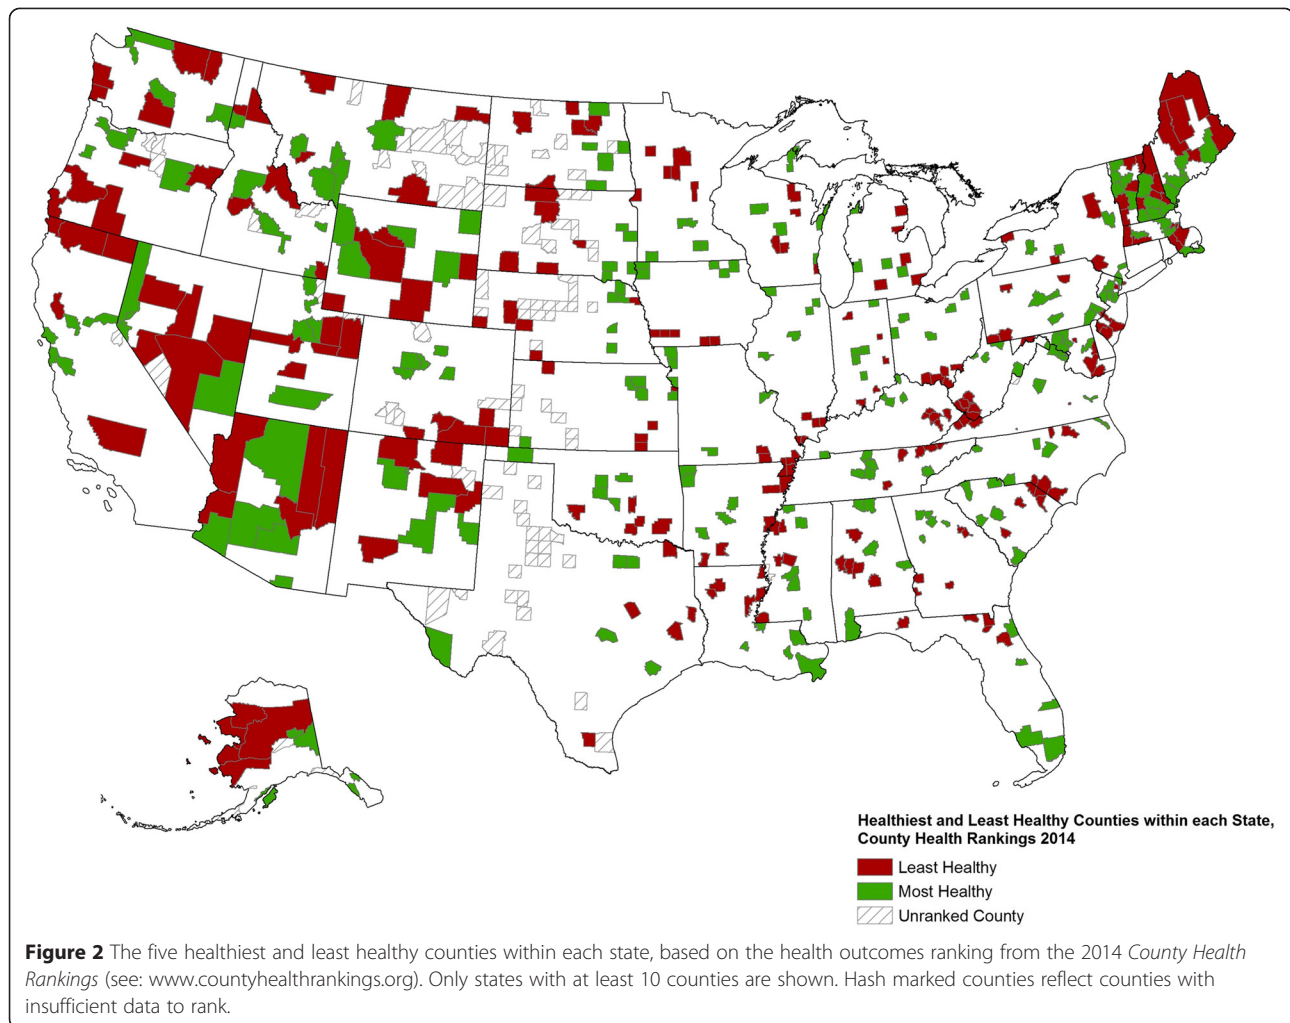 Healthiest and Least Healthy Counties within each State,
County Health Rankings 2014
Least Healthy
Most Healthy
Unranked County
Figure 2 The five healthiest and least healthy counties within each state, based on the health outcomes ranking from the 2014 County Health
Rankings (see: www.countyhealthrankings.org). Only states with at least 10 counties are shown. Hash marked counties reflect counties with
insufficient data to rank.